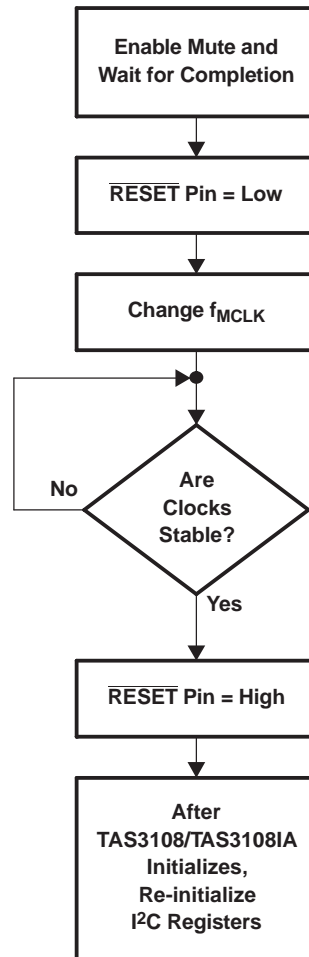 Enable Mute and
Wait for Completion
RESET Pin = Low
Change fMCLK
Are
Clocks
Stable?
No
Yes
RESET Pin = High
After
TAS3108/TAS3108IA
Initializes,
Re-initialize
I2C Registers